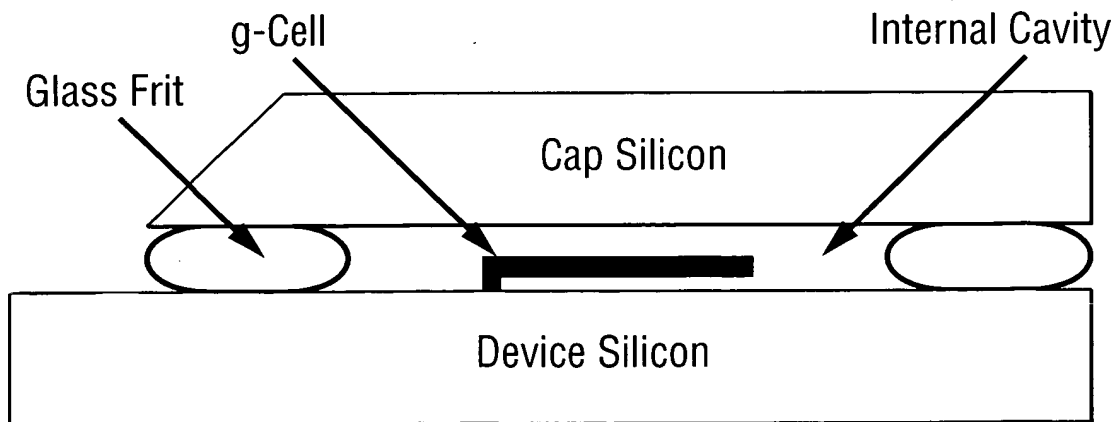 g-Cell
Internal Cavity
Glass Frit
Cap Silicon
Device Silicon